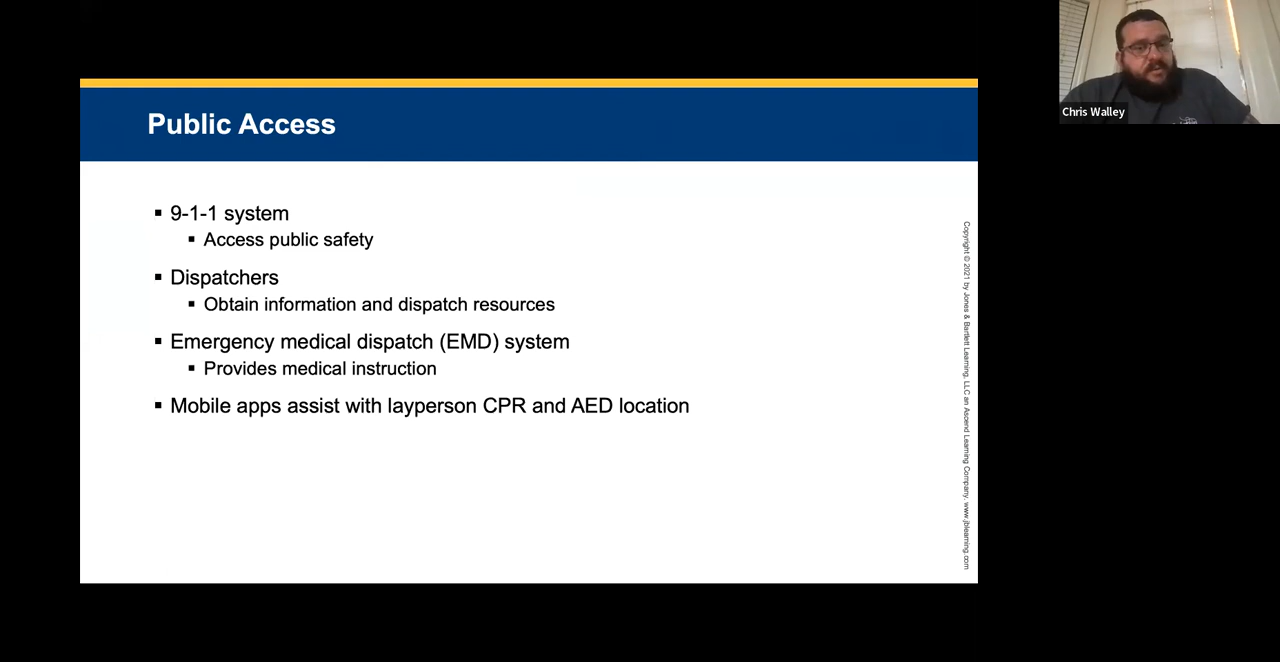 Public Access
▪ 9-1-1 system
▪ Access public safety
▪ Dispatchers
▪ Obtain information and dispatch resources
▪ Emergency medical dispatch (EMD) system
▪ Provides medical instruction
▪ Mobile apps assist with layperson CPR and AED location
Copyright © 2021 by Jones & Bartlett Learning, LLC an Ascend Learning Company. www.jblearning.com
Chris Walley